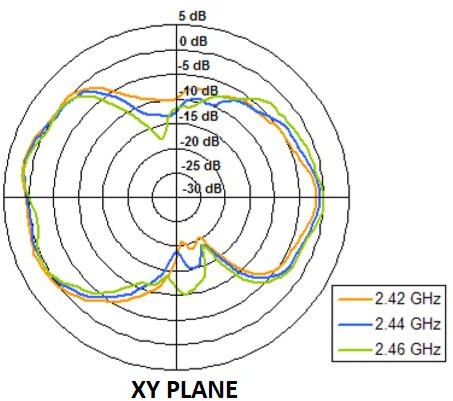 5 dB
0 dB
-5 dB
-10 dB
-15 dB
-20 dB
-25 dB
-30 dB
2.42 GHz
2.44 GHz
2.46 GHz
XY PLANE